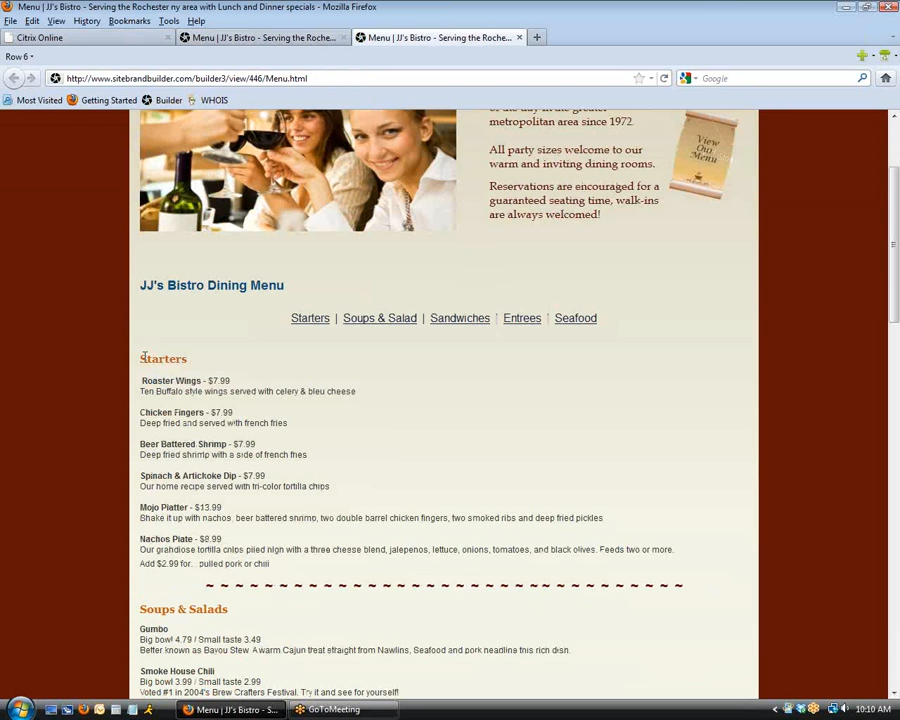 Menu | JJ's Bistro - Serving the Rochester ny area with Lunch and Dinner specials - Mozilla Firefox
File Edit View History Bookmarks Tools Help
Citrix Online Menu | JJ's Bistro - Serving the Roche... Menu | JJ's Bistro - Serving the Roche...
Row 6
http://www.sitebrandbuilder.com/builder3/view/446/Menu.html Google
Most Visited Getting Started Builder WHOIS
of the day in the greater
metropolitan area since 1972.
All party sizes welcome to our
warm and inviting dining rooms.
Reservations are encouraged for a
guaranteed seating time, walk-ins
are always welcomed!
View
Our
Menu
JJ's Bistro Dining Menu
Starters | Soups & Salad | Sandwiches | Entrees | Seafood
Starters
Roaster Wings - $7.99
Ten Buffalo style wings served with celery & bleu cheese
Chicken Fingers - $7.99
Deep fried and served with french fries
Beer Battered Shrimp - $7.99
Deep fried shrimp with a side of french fries
Spinach & Artickoke Dip - $7.99
Our home recipe served with tri-color tortilla chips
Mojo Platter - $13.99
Shake it up with nachos, beer battered shrimp, two double barrel chicken fingers, two smoked ribs and deep fried pickles
Nachos Plate - $8.99
Our grandiose tortilla chips piled high with a three cheese blend, jalepenos, lettuce, onions, tomatoes, and black olives. Feeds two or more.
Add $2.99 for. pulled pork or chili
~ ~ ~ ~ ~ ~ ~ ~ ~ ~ ~ ~ ~ ~ ~ ~ ~ ~ ~ ~ ~ ~ ~ ~ ~ ~ ~ ~
Soups & Salads
Gumbo
Big bowl 4.79 / Small taste 3.49
Better known as Bayou Stew. A warm Cajun treat straight from Nawlins, Seafood and pork headline this rich dish.
Smoke House Chili
Big bowl 3.99 / Small taste 2.99
Voted #1 in 2004's Brew Crafters Festival. Try it and see for yourself!
Menu | JJ's Bistro - S... GoToMeeting 10:10 AM